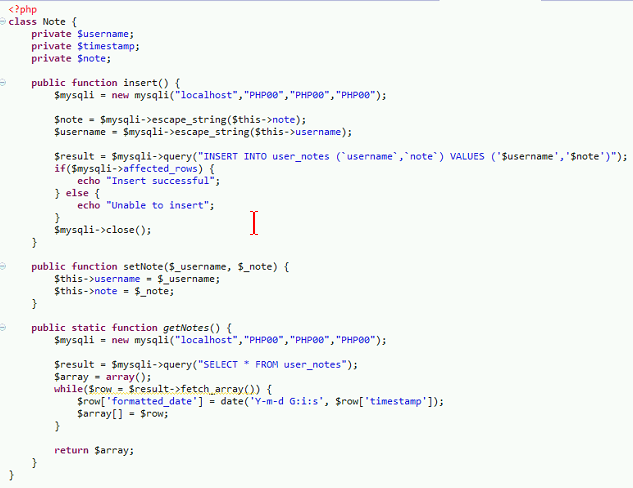 <?php
class Note {
    private $username;
    private $timestamp;
    private $note;

    public function insert() {
        $mysqli = new mysqli("localhost","PHP00","PHP00","PHP00");

        $note = $mysqli->escape_string($this->note);
        $username = $mysqli->escape_string($this->username);

        $result = $mysqli->query("INSERT INTO user_notes (`username`,`note`) VALUES ('$username','$note')");
        if($mysqli->affected_rows) {
            echo "Insert successful";
        } else {
            echo "Unable to insert";
        }
        $mysqli->close();
    }

    public function setNote($_username, $_note) {
        $this->username = $_username;
        $this->note = $_note;
    }

    public static function getNotes() {
        $mysqli = new mysqli("localhost","PHP00","PHP00","PHP00");

        $result = $mysqli->query("SELECT * FROM user_notes");
        $array = array();
        while($row = $result->fetch_array()) {
            $row['formatted_date'] = date('Y-m-d G:i:s', $row['timestamp']);
            $array[] = $row;
        }

        return $array;
    }
}